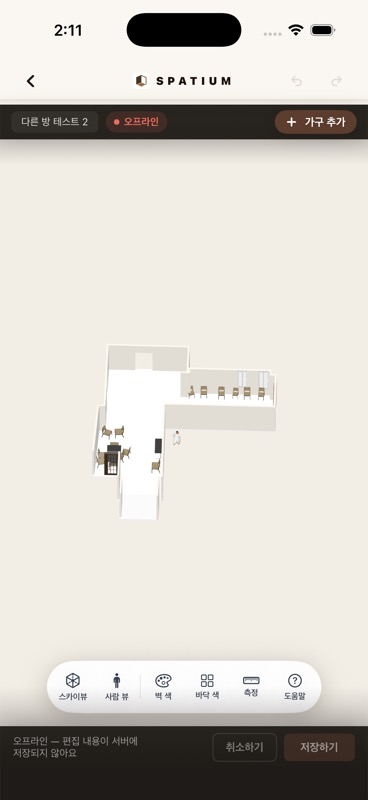 2:11
SPATIUM
다른 방 테스트 2
오프라인
가구 추가
스카이뷰
사람 뷰
벽 색
바닥 색
측정
도움말
오프라인 — 편집 내용이 서버에
저장되지 않아요
취소하기
저장하기